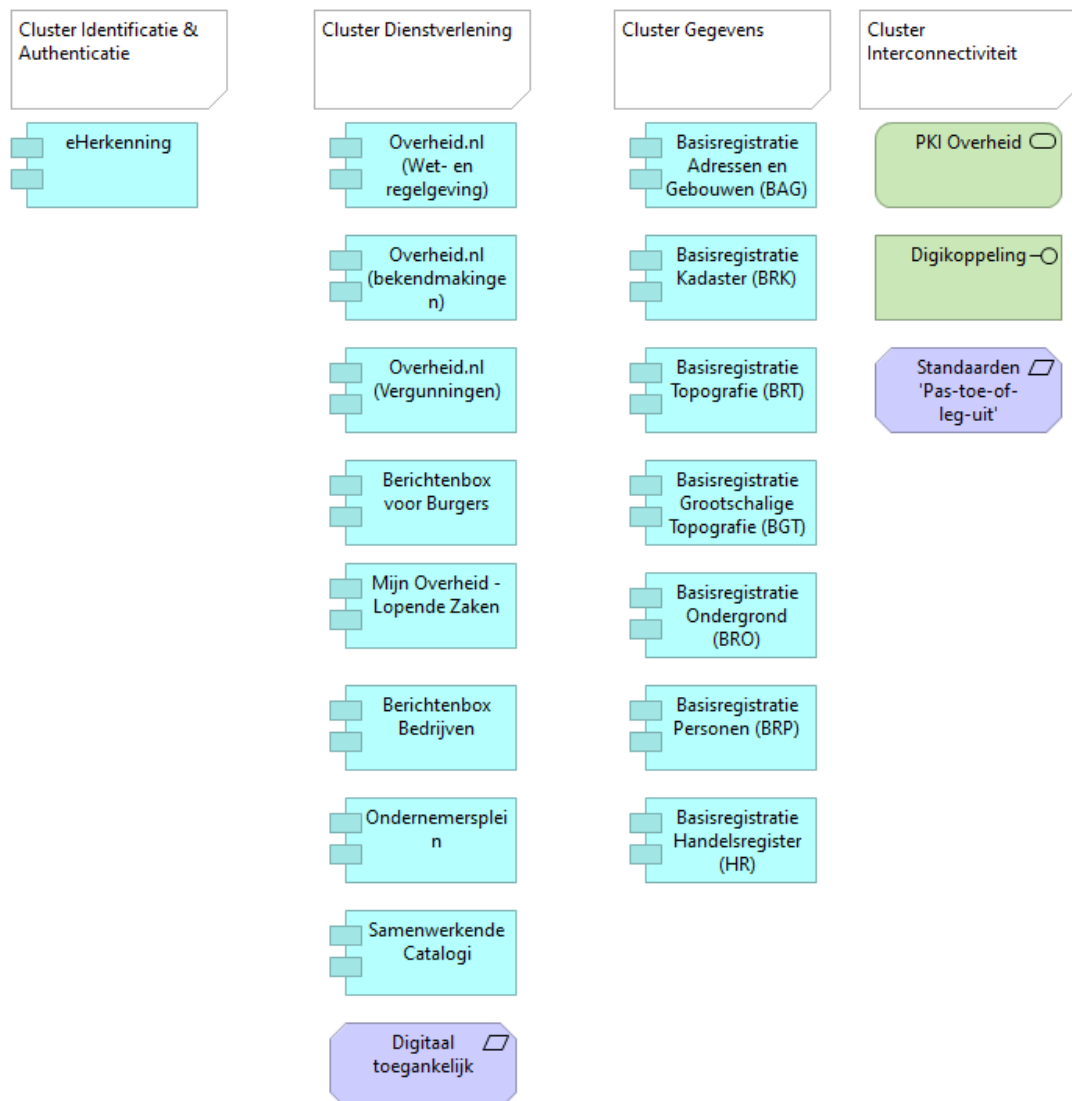 Cluster Identificatie &
Authenticatie
eHerkenning
Cluster Dienstverlening
Overheid.nl
(Wet- en
regelgeving)
Overheid.nl
(bekendmakinge
n)
Overheid.nl
(Vergunningen)
Berichtenbox
voor Burgers
Mijn Overheid -
Lopende Zaken
Berichtenbox
Bedrijven
Ondernemersplei
n
Samenwerkende
Catalogi
Digitaal
toegankelijk
Cluster Gegevens
Basisregistratie
Adressen en
Gebouwen (BAG)
Basisregistratie
Kadaster (BRK)
Basisregistratie
Topografie (BRT)
Basisregistratie
Grootschalige
Topografie (BGT)
Basisregistratie
Ondergrond
(BRO)
Basisregistratie
Personen (BRP)
Basisregistratie
Handelsregister
(HR)
Cluster
Interconnectiviteit
PKI Overheid
Digikoppeling
Standaarden
'Pas-toe-of-
leg-uit'